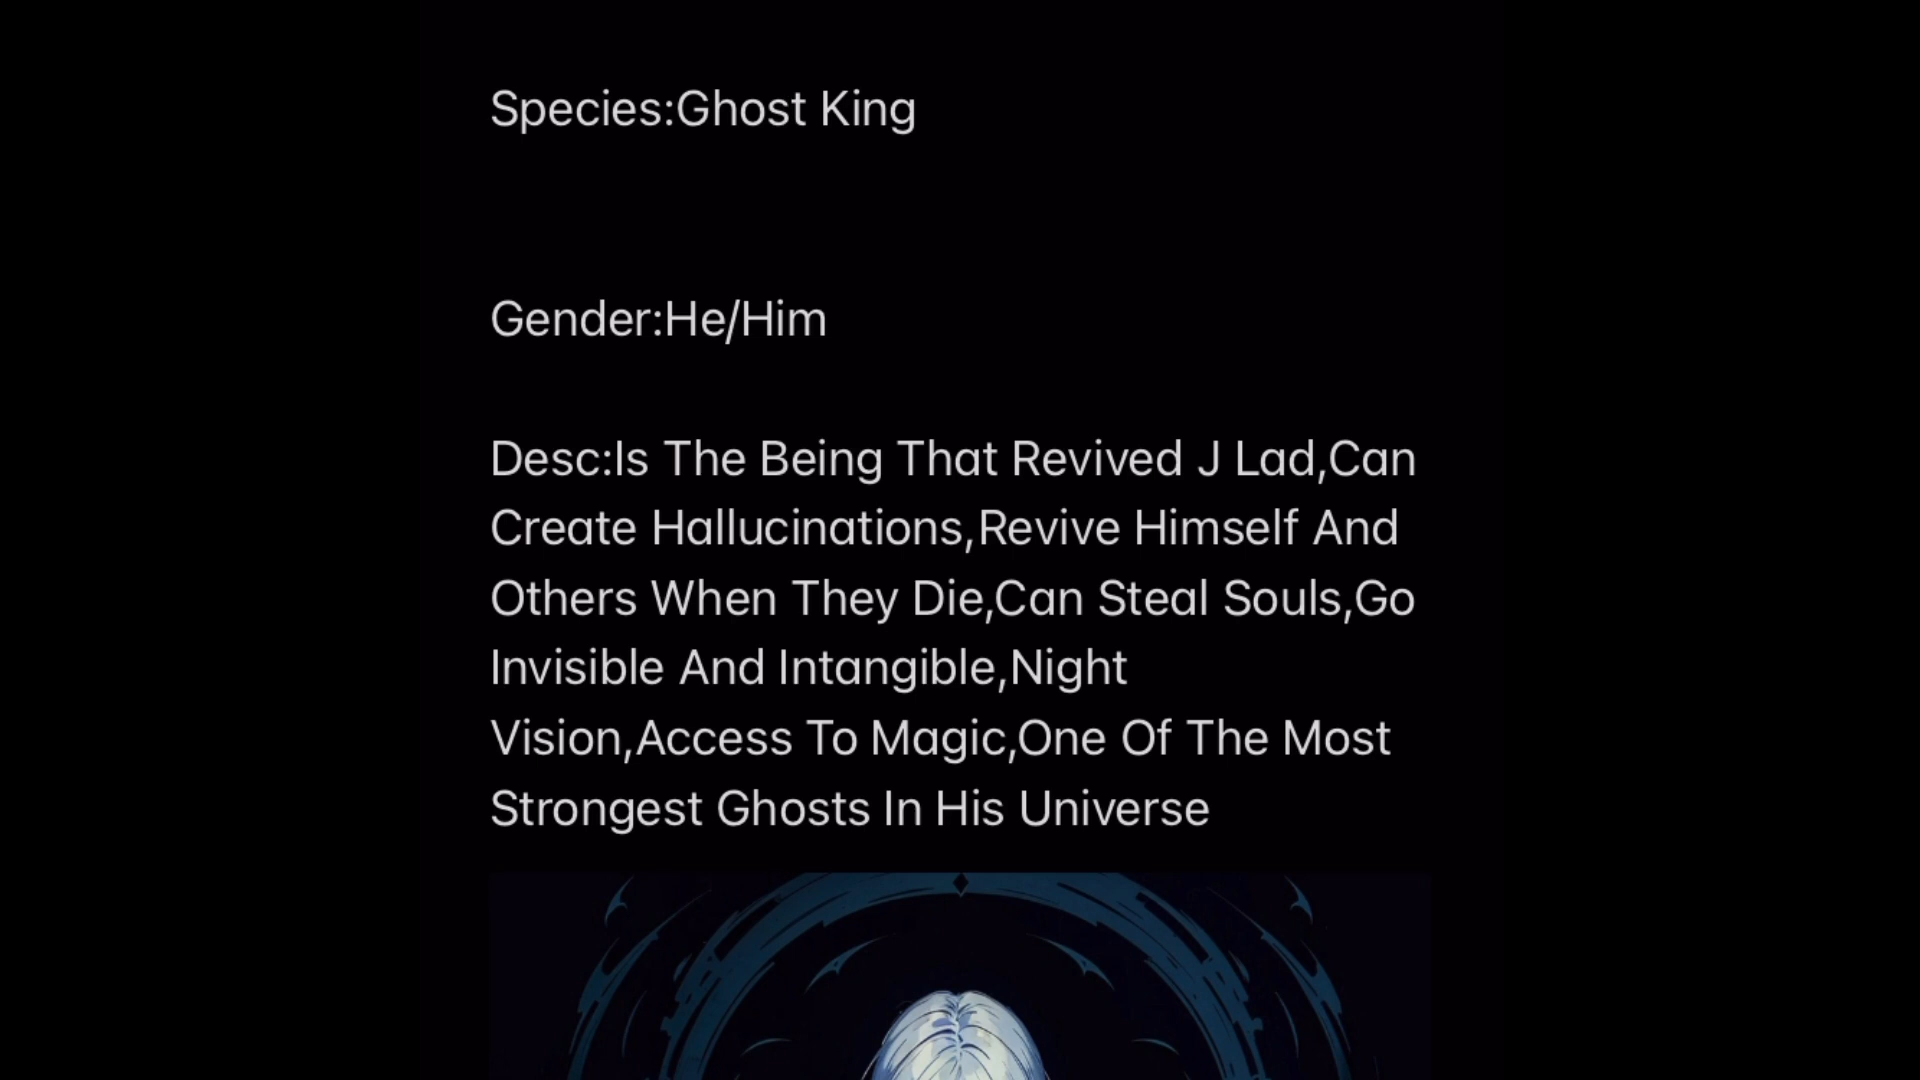 Species:Ghost King
Gender:He/Him
Desc:Is The Being That Revived J Lad,Can
Create Hallucinations,Revive Himself And
Others When They Die,Can Steal Souls,Go
Invisible And Intangible,Night
Vision,Access To Magic,One Of The Most
Strongest Ghosts In His Universe